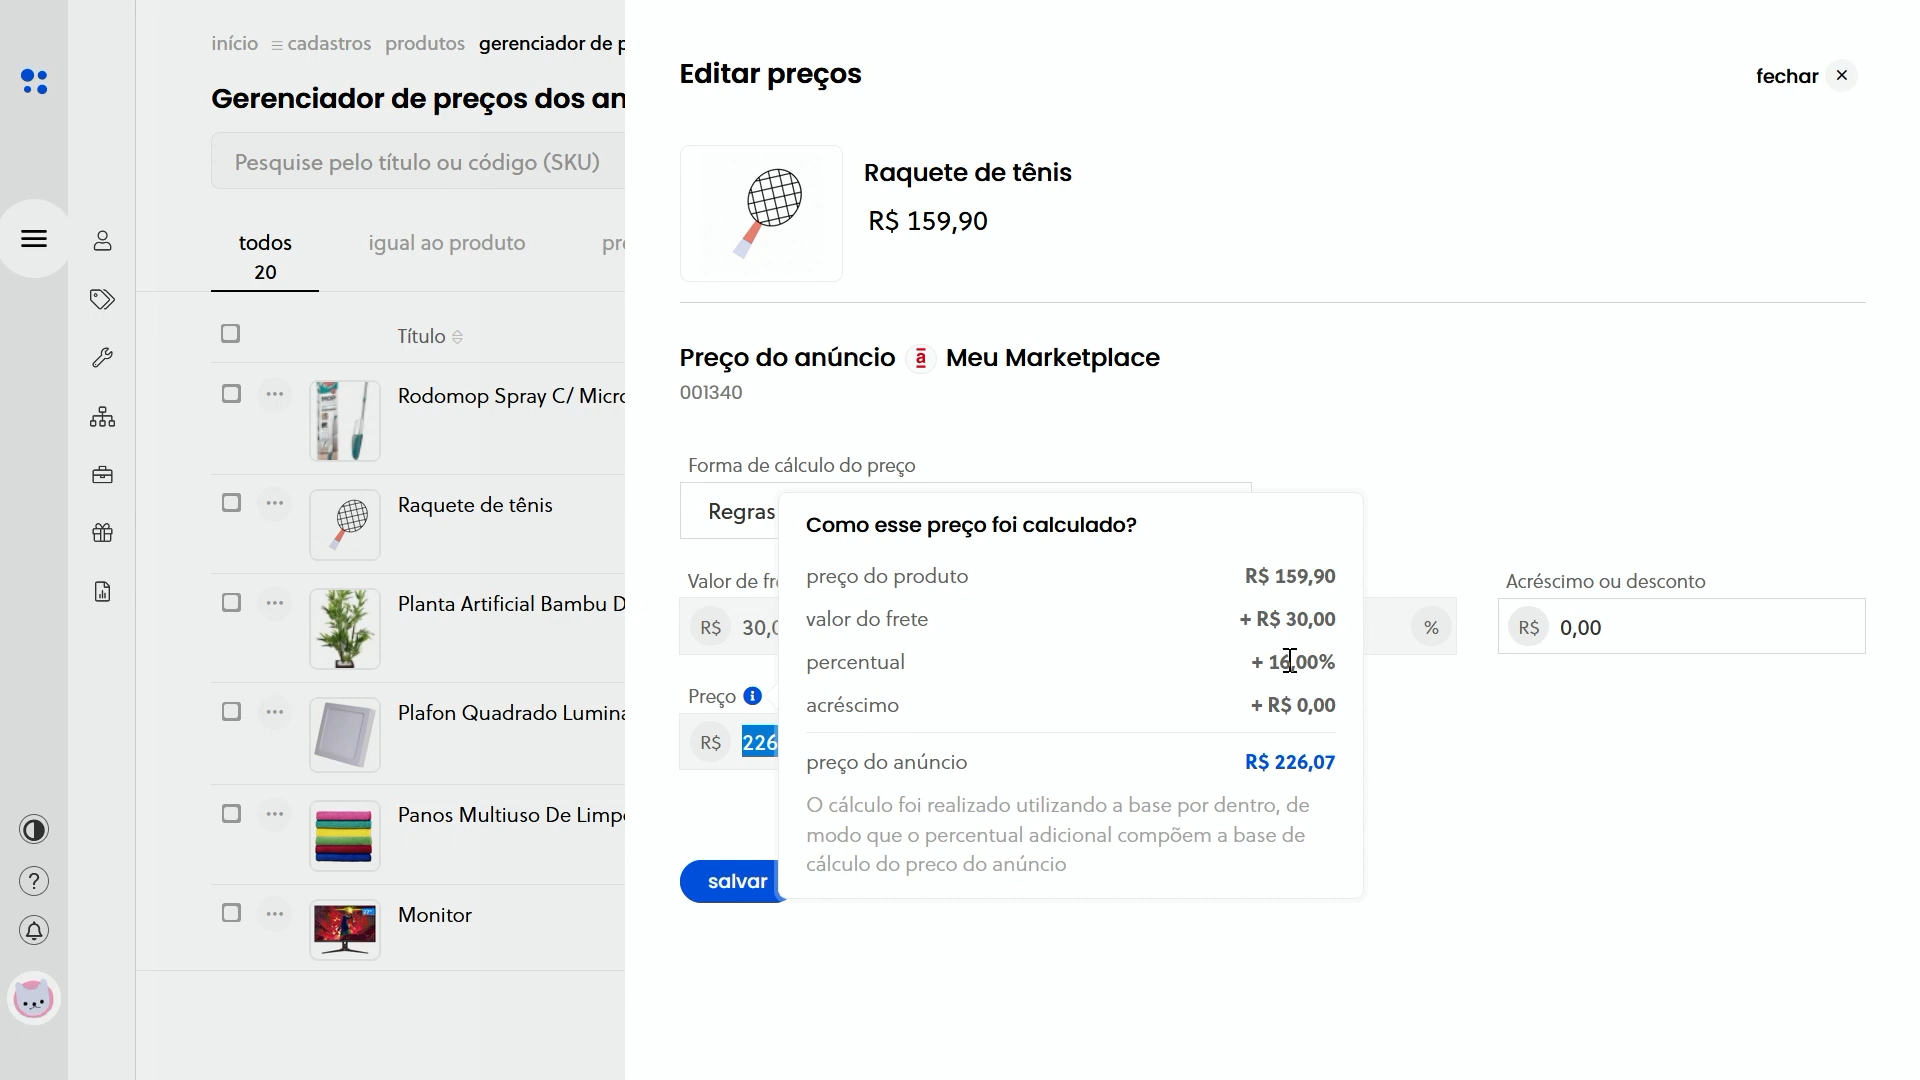 início cadastros produtos gerenciador de p
Gerenciador de preços dos an
Pesquise pelo título ou código (SKU)
todos
20
igual ao produto
pre
Título
Rodomop Spray C/ Micro
Raquete de tênis
Planta Artificial Bambu D
Plafon Quadrado Lumina
Panos Multiuso De Limpe
Monitor
Editar preços
fechar
Raquete de tênis
R$ 159,90
Preço do anúncio ā Meu Marketplace
001340
Forma de cálculo do preço
Regras
Valor de fre
R$ 30,0
%
Acréscimo ou desconto
R$ 0,00
Preço
R$ 226
salvar
Como esse preço foi calculado?
preço do produto R$ 159,90
valor do frete + R$ 30,00
percentual + 16,00%
acréscimo + R$ 0,00
preço do anúncio R$ 226,07
O cálculo foi realizado utilizando a base por dentro, de
modo que o percentual adicional compõem a base de
cálculo do preco do anúncio
?